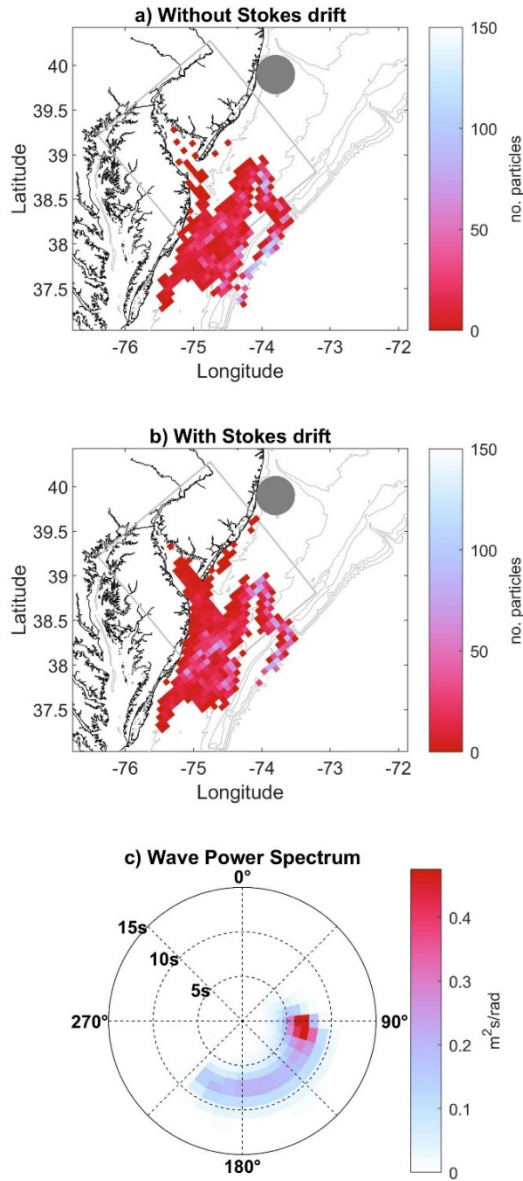 a) Without Stokes drift
40
39.5
39
38.5
38
37.5
Latitude
-76 -75 -74 -73 -72
Longitude
150
100
50
0
no. particles
b) With Stokes drift
40
39.5
39
38.5
38
37.5
Latitude
-76 -75 -74 -73 -72
Longitude
150
100
50
0
no. particles
c) Wave Power Spectrum
0°
15s
10s
5s
270°
90°
180°
0.4
0.3
0.2
0.1
0
m²s/rad